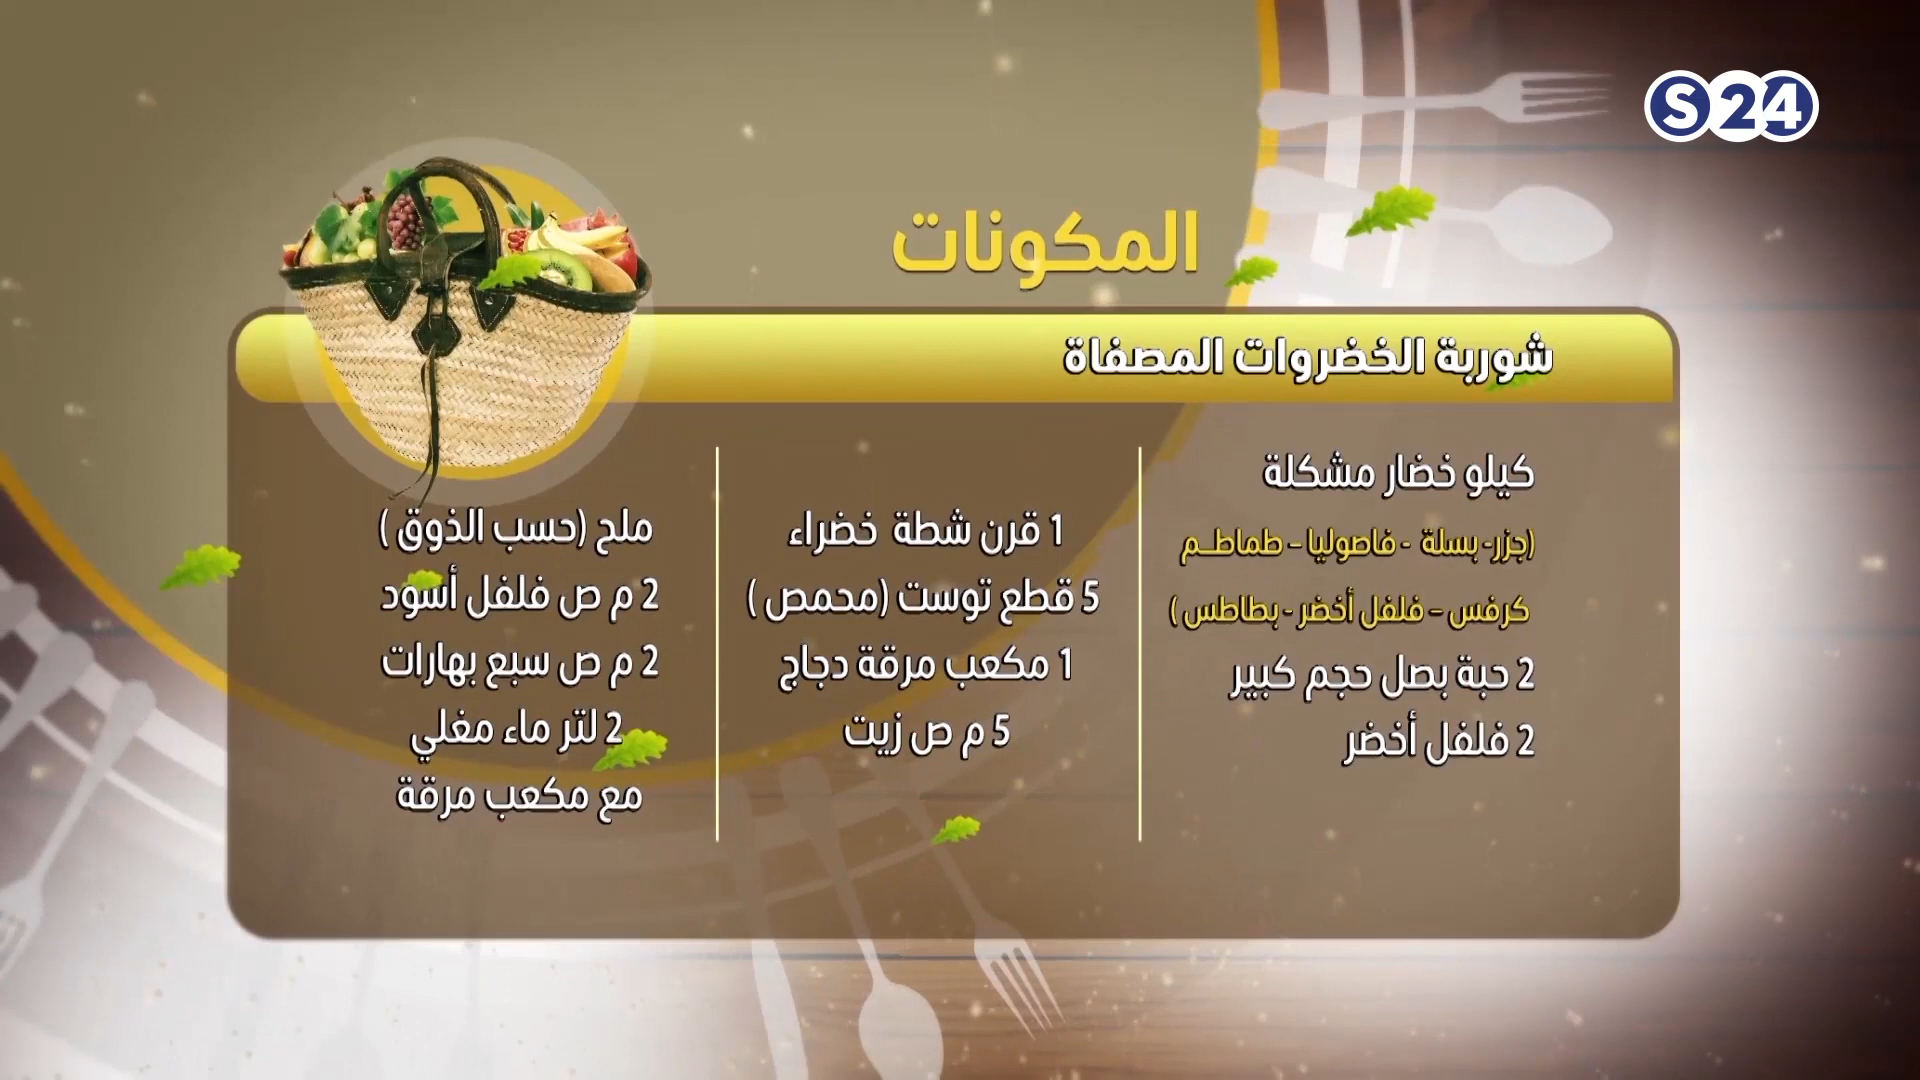 S24
المكونات
شوربة الخضروات المصفاة
كيلو خضار مشكلة
(جزر- بسلة - فاصوليا – طماطـم
كرفس – فلفل أخضر - بطاطس )
2 حبة بصل حجم كبير
2 فلفل أخضر
1 قرن شطة خضراء
5 قطع توست (محمص )
1 مكعب مرقة دجاج
5 م ص زيت
ملح (حسب الذوق )
2 م ص فلفل أسود
2 م ص سبع بهارات
2 لتر ماء مغلي
مع مكعب مرقة